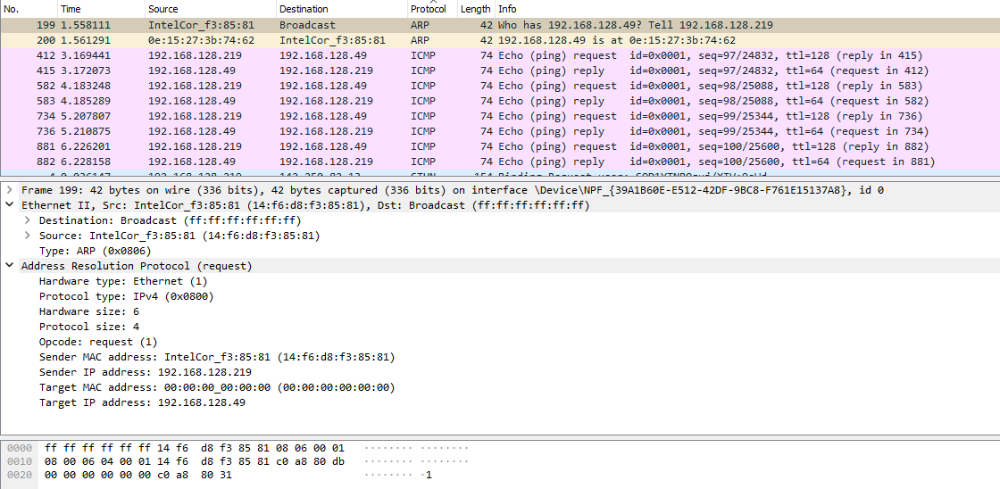 No. Time Source Destination Protocol Length Info
199 1.558111 IntelCor_f3:85:81 Broadcast ARP 42 Who has 192.168.128.49? Tell 192.168.128.219
200 1.561291 0e:15:27:3b:74:62 IntelCor_f3:85:81 ARP 42 192.168.128.49 is at 0e:15:27:3b:74:62
412 3.169441 192.168.128.219 192.168.128.49 ICMP 74 Echo (ping) request id=0x0001, seq=97/24832, ttl=128 (reply in 415)
415 3.172073 192.168.128.49 192.168.128.219 ICMP 74 Echo (ping) reply id=0x0001, seq=97/24832, ttl=64 (request in 412)
582 4.183248 192.168.128.219 192.168.128.49 ICMP 74 Echo (ping) request id=0x0001, seq=98/25088, ttl=128 (reply in 583)
583 4.185289 192.168.128.49 192.168.128.219 ICMP 74 Echo (ping) reply id=0x0001, seq=98/25088, ttl=64 (request in 582)
734 5.207807 192.168.128.219 192.168.128.49 ICMP 74 Echo (ping) request id=0x0001, seq=99/25344, ttl=128 (reply in 736)
736 5.210875 192.168.128.49 192.168.128.219 ICMP 74 Echo (ping) reply id=0x0001, seq=99/25344, ttl=64 (request in 734)
881 6.226201 192.168.128.219 192.168.128.49 ICMP 74 Echo (ping) request id=0x0001, seq=100/25600, ttl=128 (reply in 882)
882 6.228158 192.168.128.49 192.168.128.219 ICMP 74 Echo (ping) reply id=0x0001, seq=100/25600, ttl=64 (request in 881)
Frame 199: 42 bytes on wire (336 bits), 42 bytes captured (336 bits) on interface \Device\NPF_{39A1B60E-E512-42DF-9BC8-F761E15137A8}, id 0
Ethernet II, Src: IntelCor_f3:85:81 (14:f6:d8:f3:85:81), Dst: Broadcast (ff:ff:ff:ff:ff:ff)
Destination: Broadcast (ff:ff:ff:ff:ff:ff)
Source: IntelCor_f3:85:81 (14:f6:d8:f3:85:81)
Type: ARP (0x0806)
Address Resolution Protocol (request)
Hardware type: Ethernet (1)
Protocol type: IPv4 (0x0800)
Hardware size: 6
Protocol size: 4
Opcode: request (1)
Sender MAC address: IntelCor_f3:85:81 (14:f6:d8:f3:85:81)
Sender IP address: 192.168.128.219
Target MAC address: 00:00:00_00:00:00 (00:00:00:00:00:00)
Target IP address: 192.168.128.49
0000 ff ff ff ff ff ff 14 f6 d8 f3 85 81 08 06 00 01 ········ ········
0010 08 00 06 04 00 01 14 f6 d8 f3 85 81 c0 a8 80 db ········ ········
0020 00 00 00 00 00 00 c0 a8 80 31 ········ ·1